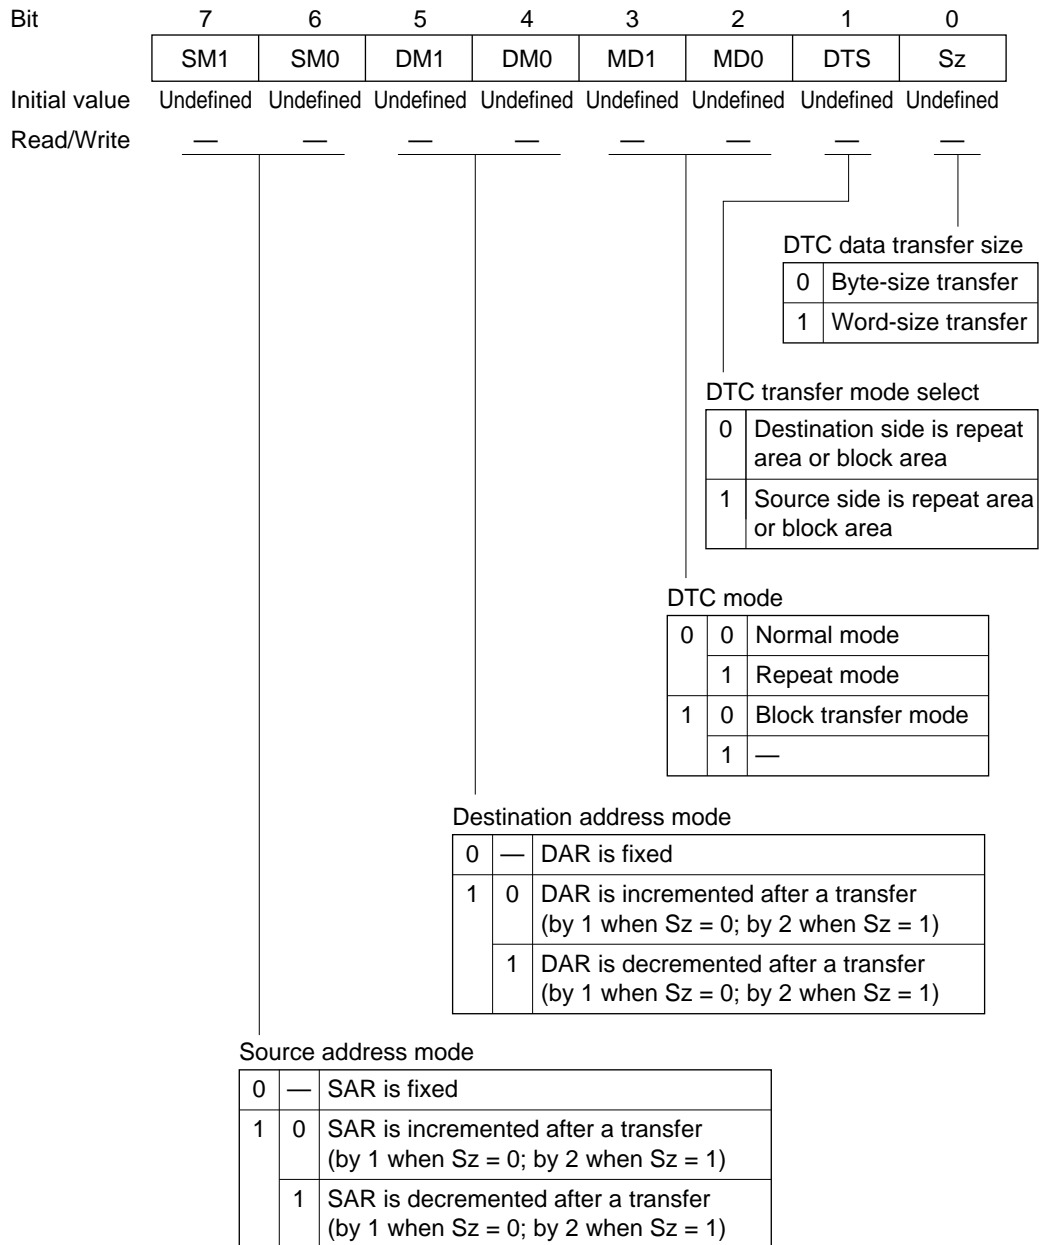 Bit 7 6 5 4 3 2 1 0
SM1 SM0 DM1 DM0 MD1 MD0 DTS Sz
Initial value Undefined Undefined Undefined Undefined Undefined Undefined Undefined Undefined
Read/Write — — — — — — — —
DTC data transfer size
0 Byte-size transfer
1 Word-size transfer
DTC transfer mode select
0 Destination side is repeat
area or block area
1 Source side is repeat area
or block area
DTC mode
0 0 Normal mode
1 Repeat mode
1 0 Block transfer mode
1 —
Destination address mode
0 — DAR is fixed
1 0 DAR is incremented after a transfer
(by 1 when Sz = 0; by 2 when Sz = 1)
1 DAR is decremented after a transfer
(by 1 when Sz = 0; by 2 when Sz = 1)
Source address mode
0 — SAR is fixed
1 0 SAR is incremented after a transfer
(by 1 when Sz = 0; by 2 when Sz = 1)
1 SAR is decremented after a transfer
(by 1 when Sz = 0; by 2 when Sz = 1)